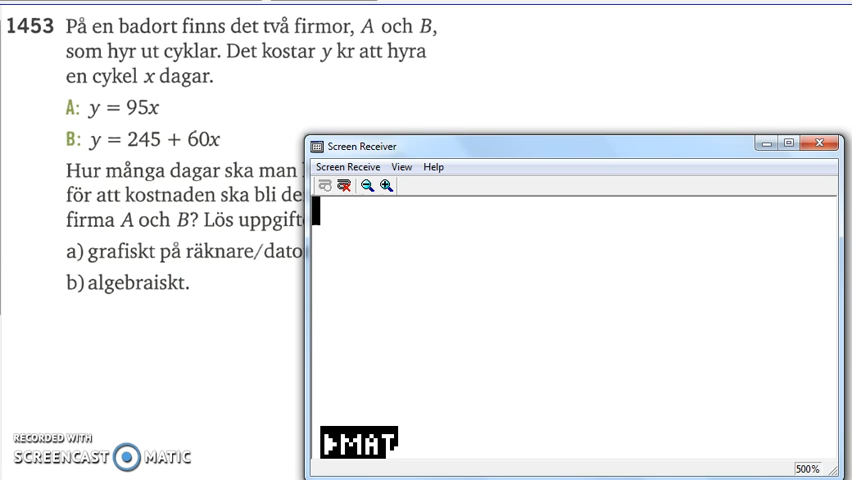 1453 På en badort finns det två firmor, A och B,
som hyr ut cyklar. Det kostar y kr att hyra
en cykel x dagar.
A: y = 95x
B: y = 245 + 60x
Hur många dagar ska man
för att kostnaden ska bli de
firma A och B? Lös uppgift
a) grafiskt på räknare/dato
b) algebraiskt.
Screen Receiver
Screen Receive View Help
▶MAT
500%
RECORDED WITH
SCREENCAST MATIC